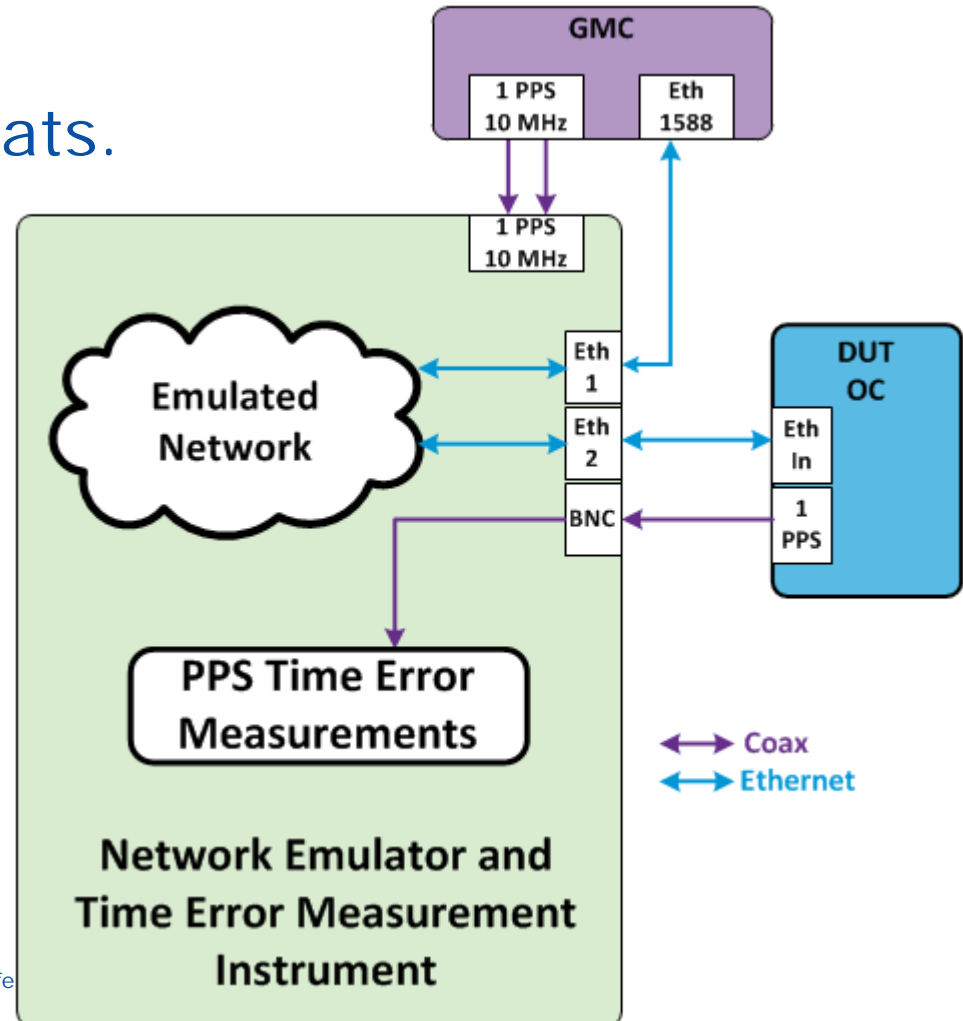 GMC
1 PPS
10 MHz
Eth
1588
ats.
1 PPS
10 MHz
Eth
1
Emulated
Network
Eth
2
BNC
DUT
OC
Eth
In
1
PPS
PPS Time Error
Measurements
Coax
Ethernet
Network Emulator and
Time Error Measurement
Instrument
fe